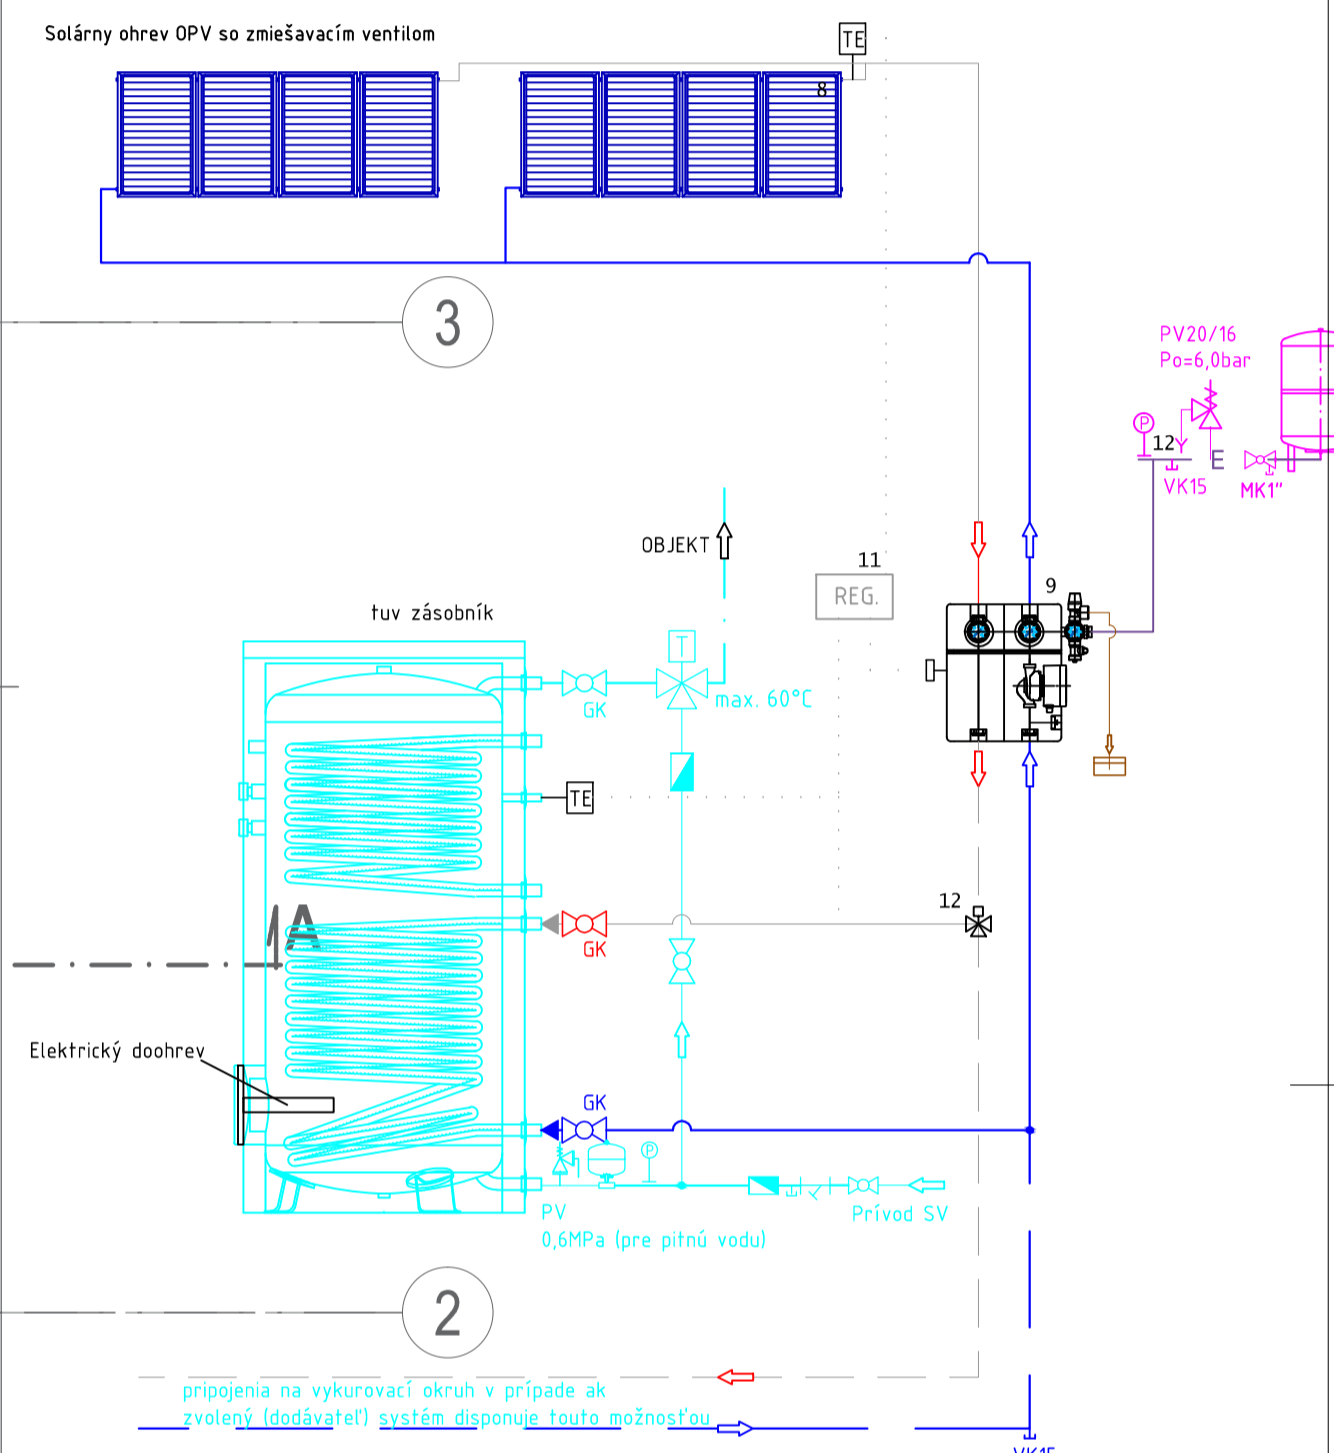 Solárny ohrev OPV so zmiešavacím ventilom
TE
8
3
PV20/16
Po=6,0bar
P
12
E
VK15
MK1"
OBJEKT
11
REG.
9
tuv zásobník
T
GK
max. 60°C
TE
12
1A
GK
Elektrický doohrev
GK
P
PV
0,6MPa (pre pitnú vodu)
Prívod SV
2
pripojenia na vykurovací okruh v prípade ak
zvolený (dodávateľ) systém disponuje touto možnosťou
VK15